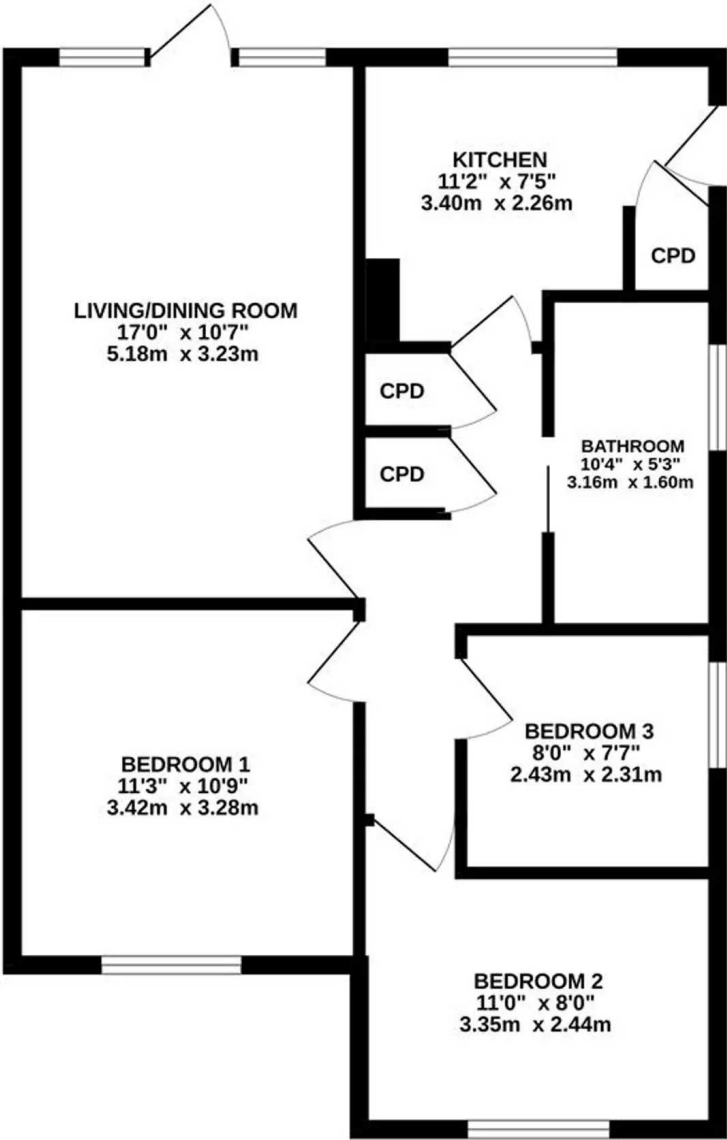 KITCHEN
11'2" x 7'5"
3.40m x 2.26m
CPD
LIVING/DINING ROOM
17'0" x 10'7"
5.18m x 3.23m
CPD
CPD
BATHROOM
10'4" x 5'3"
3.16m x 1.60m
BEDROOM 3
8'0" x 7'7"
2.43m x 2.31m
BEDROOM 1
11'3" x 10'9"
3.42m x 3.28m
BEDROOM 2
11'0" x 8'0"
3.35m x 2.44m